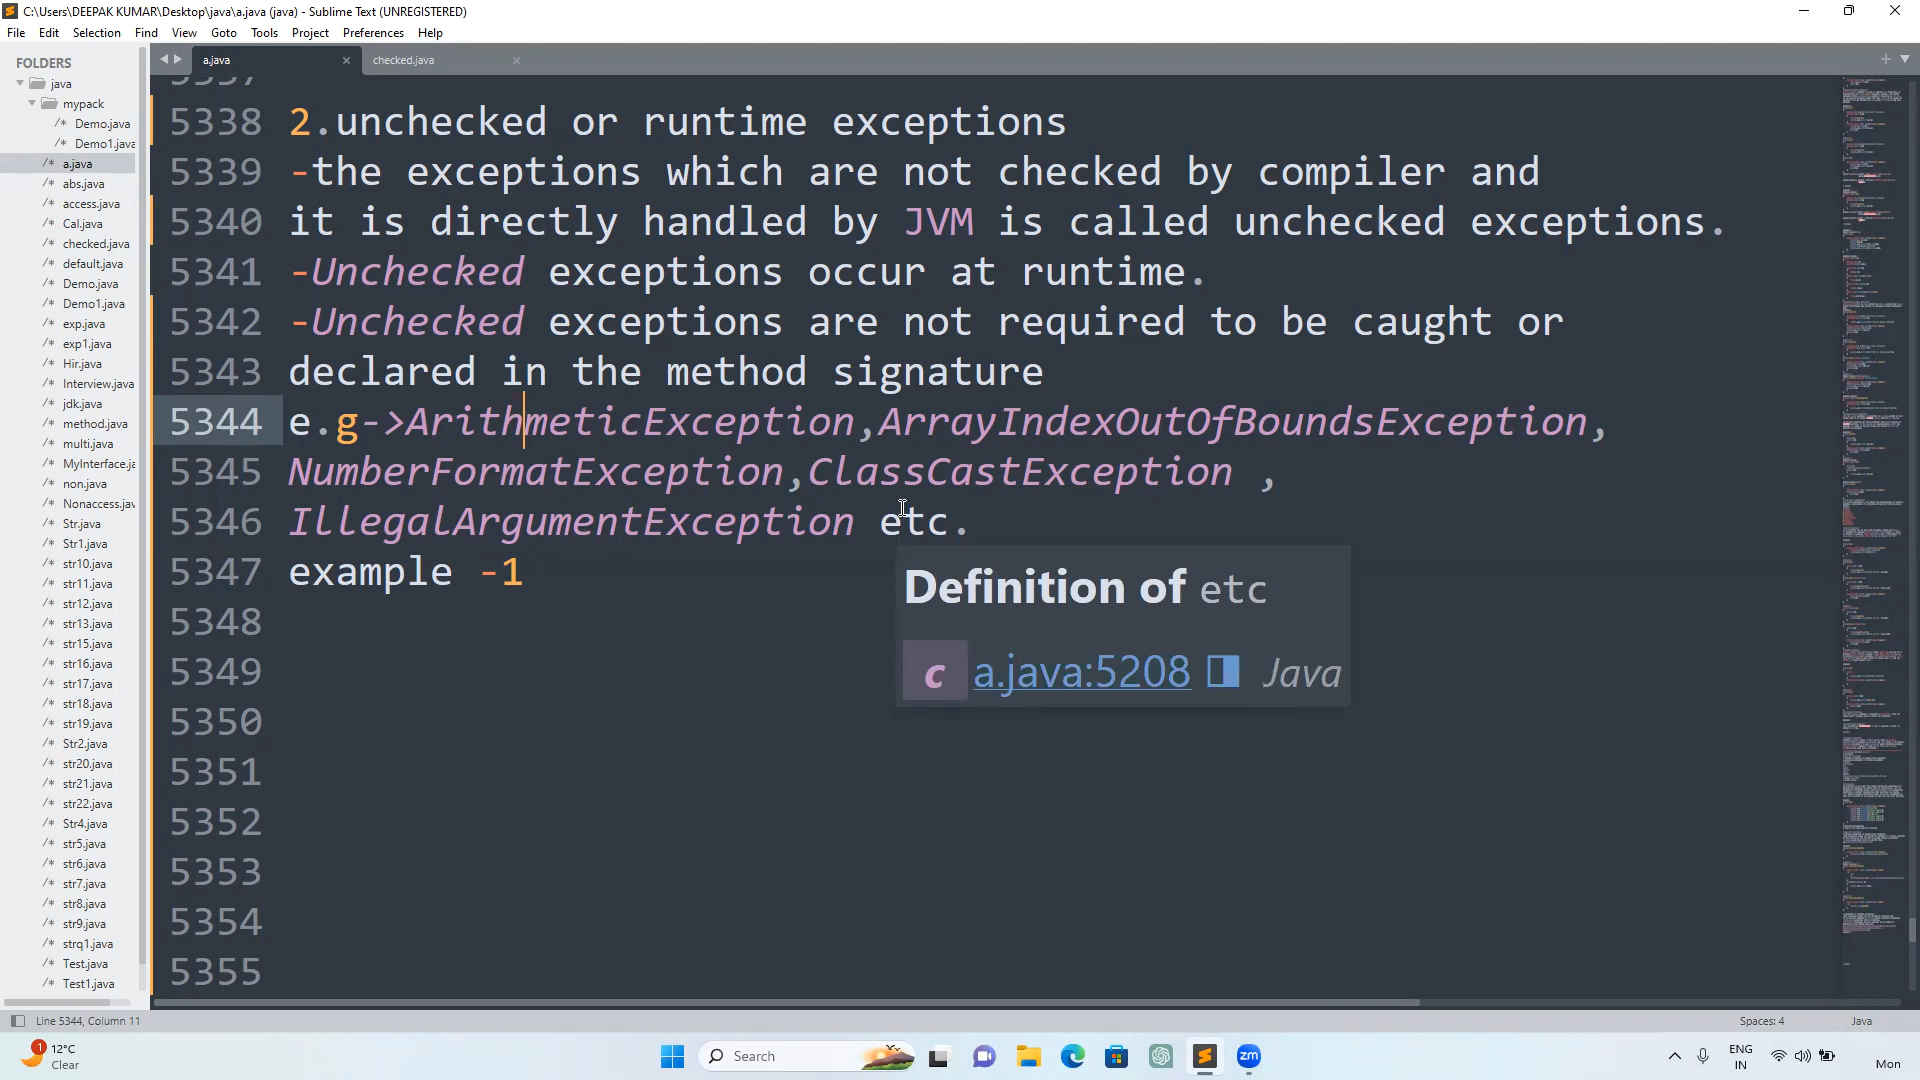 C:\Users\DEEPAK KUMAR\Desktop\java\a.java (java) - Sublime Text (UNREGISTERED)
File Edit Selection Find View Goto Tools Project Preferences Help
FOLDERS
java
mypack
/* Demo.java
/* Demo1.java
/* a.java
/* abs.java
/* access.java
/* Cal.java
/* checked.java
/* default.java
/* Demo.java
/* Demo1.java
/* exp.java
/* exp1.java
/* Hir.java
/* Interview.java
/* jdk.java
/* method.java
/* multi.java
/* MyInterface.ja
/* non.java
/* Nonaccess.jav
/* Str.java
/* Str1.java
/* str10.java
/* str11.java
/* str12.java
/* str13.java
/* str15.java
/* str16.java
/* str17.java
/* str18.java
/* str19.java
/* Str2.java
/* str20.java
/* str21.java
/* str22.java
/* Str4.java
/* str5.java
/* str6.java
/* str7.java
/* str8.java
/* str9.java
/* strq1.java
/* Test.java
/* Test1.java
a.java checked.java
5337
5338 2.unchecked or runtime exceptions
5339 -the exceptions which are not checked by compiler and
5340 it is directly handled by JVM is called unchecked exceptions.
5341 -Unchecked exceptions occur at runtime.
5342 -Unchecked exceptions are not required to be caught or
5343 declared in the method signature
5344 e.g->ArithmeticException,ArrayIndexOutOfBoundsException,
5345 NumberFormatException,ClassCastException ,
5346 IllegalArgumentException etc.
5347 example -1
5348
5349
5350
5351
5352
5353
5354
5355
Definition of etc
c a.java:5208 Java
Line 5344, Column 11
Spaces: 4 Java
1
12°C
Clear
Search
zm
ENG
IN
Mon